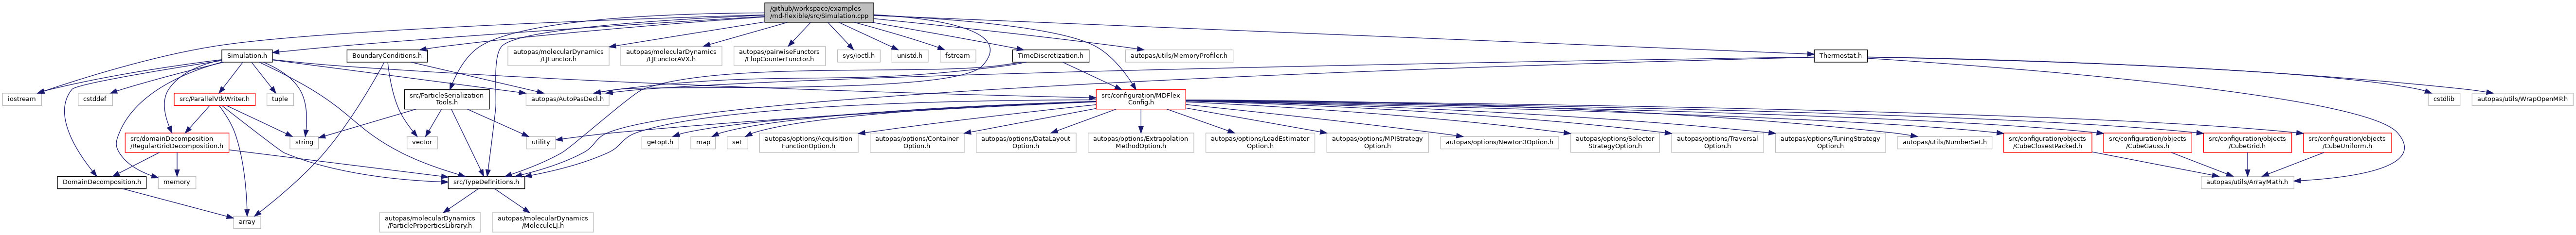 /github/workspace/examples
/md-flexible/src/Simulation.cpp
Simulation.h
BoundaryConditions.h
autopas/molecularDynamics
/LJFunctor.h
autopas/molecularDynamics
/LJFunctorAVX.h
autopas/pairwiseFunctors
/FlopCounterFunctor.h
sys/ioctl.h
unistd.h
fstream
TimeDiscretization.h
autopas/utils/MemoryProfiler.h
Thermostat.h
iostream
cstddef
src/ParallelVtkWriter.h
tuple
src/ParticleSerialization
Tools.h
autopas/AutoPasDecl.h
src/configuration/MDFlex
Config.h
cstdlib
autopas/utils/WrapOpenMP.h
src/domainDecomposition
/RegularGridDecomposition.h
string
vector
utility
getopt.h
map
set
autopas/options/Acquisition
FunctionOption.h
autopas/options/Container
Option.h
autopas/options/DataLayout
Option.h
autopas/options/Extrapolation
MethodOption.h
autopas/options/LoadEstimator
Option.h
autopas/options/MPIStrategy
Option.h
autopas/options/Newton3Option.h
autopas/options/Selector
StrategyOption.h
autopas/options/Traversal
Option.h
autopas/options/TuningStrategy
Option.h
autopas/utils/NumberSet.h
src/configuration/objects
/CubeClosestPacked.h
src/configuration/objects
/CubeGauss.h
src/configuration/objects
/CubeGrid.h
src/configuration/objects
/CubeUniform.h
DomainDecomposition.h
memory
src/TypeDefinitions.h
autopas/utils/ArrayMath.h
array
autopas/molecularDynamics
/ParticlePropertiesLibrary.h
autopas/molecularDynamics
/MoleculeLJ.h